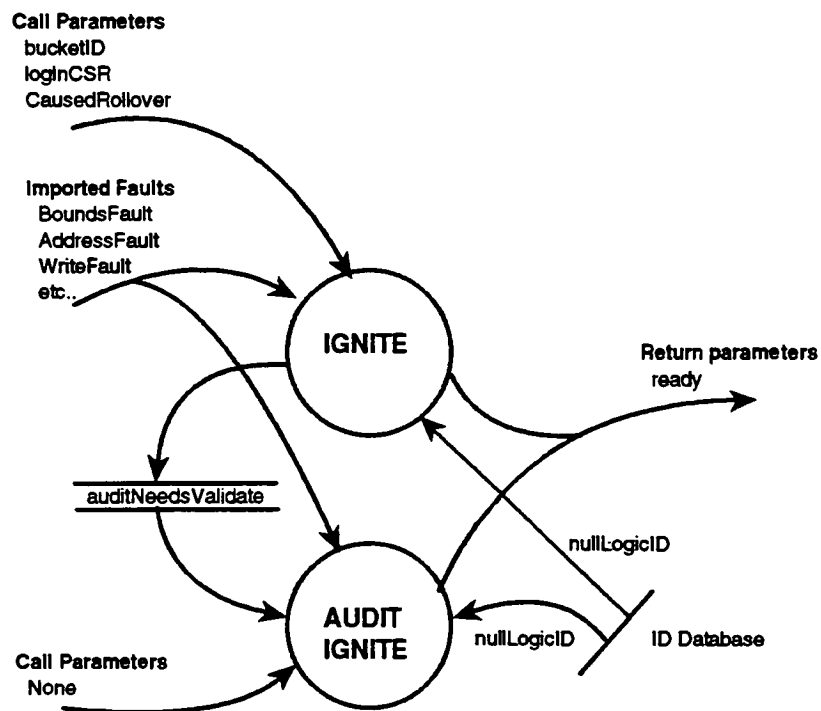 Call Parameters
bucketID
logInCSR
CausedRollover
Imported Faults
BoundsFault
AddressFault
WriteFault
etc..
IGNITE
Return parameters
ready
auditNeedsValidate
nullLogicID
AUDIT
IGNITE
nullLogicID
ID Database
Call Parameters
None